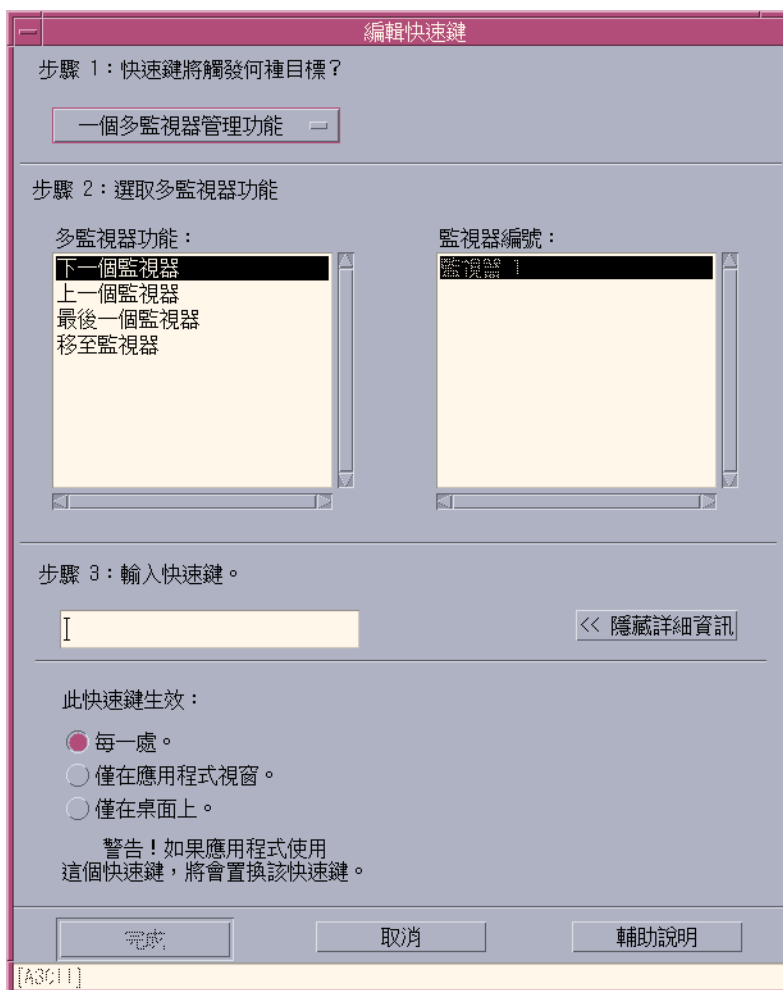 編輯快速鍵
步驟 1：快速鍵將觸發何種目標？
一個多監視器管理功能
步驟 2：選取多監視器功能
多監視器功能：
下一個監視器
上一個監視器
最後一個監視器
移至監視器
監視器編號：
監視器 1
步驟 3：輸入快速鍵。
<< 隱藏詳細資訊
此快速鍵生效：
每一處。
僅在應用程式視窗。
僅在桌面上。
警告！如果應用程式使用
這個快速鍵，將會置換該快速鍵。
完成
取消
輔助說明
[ASCII]